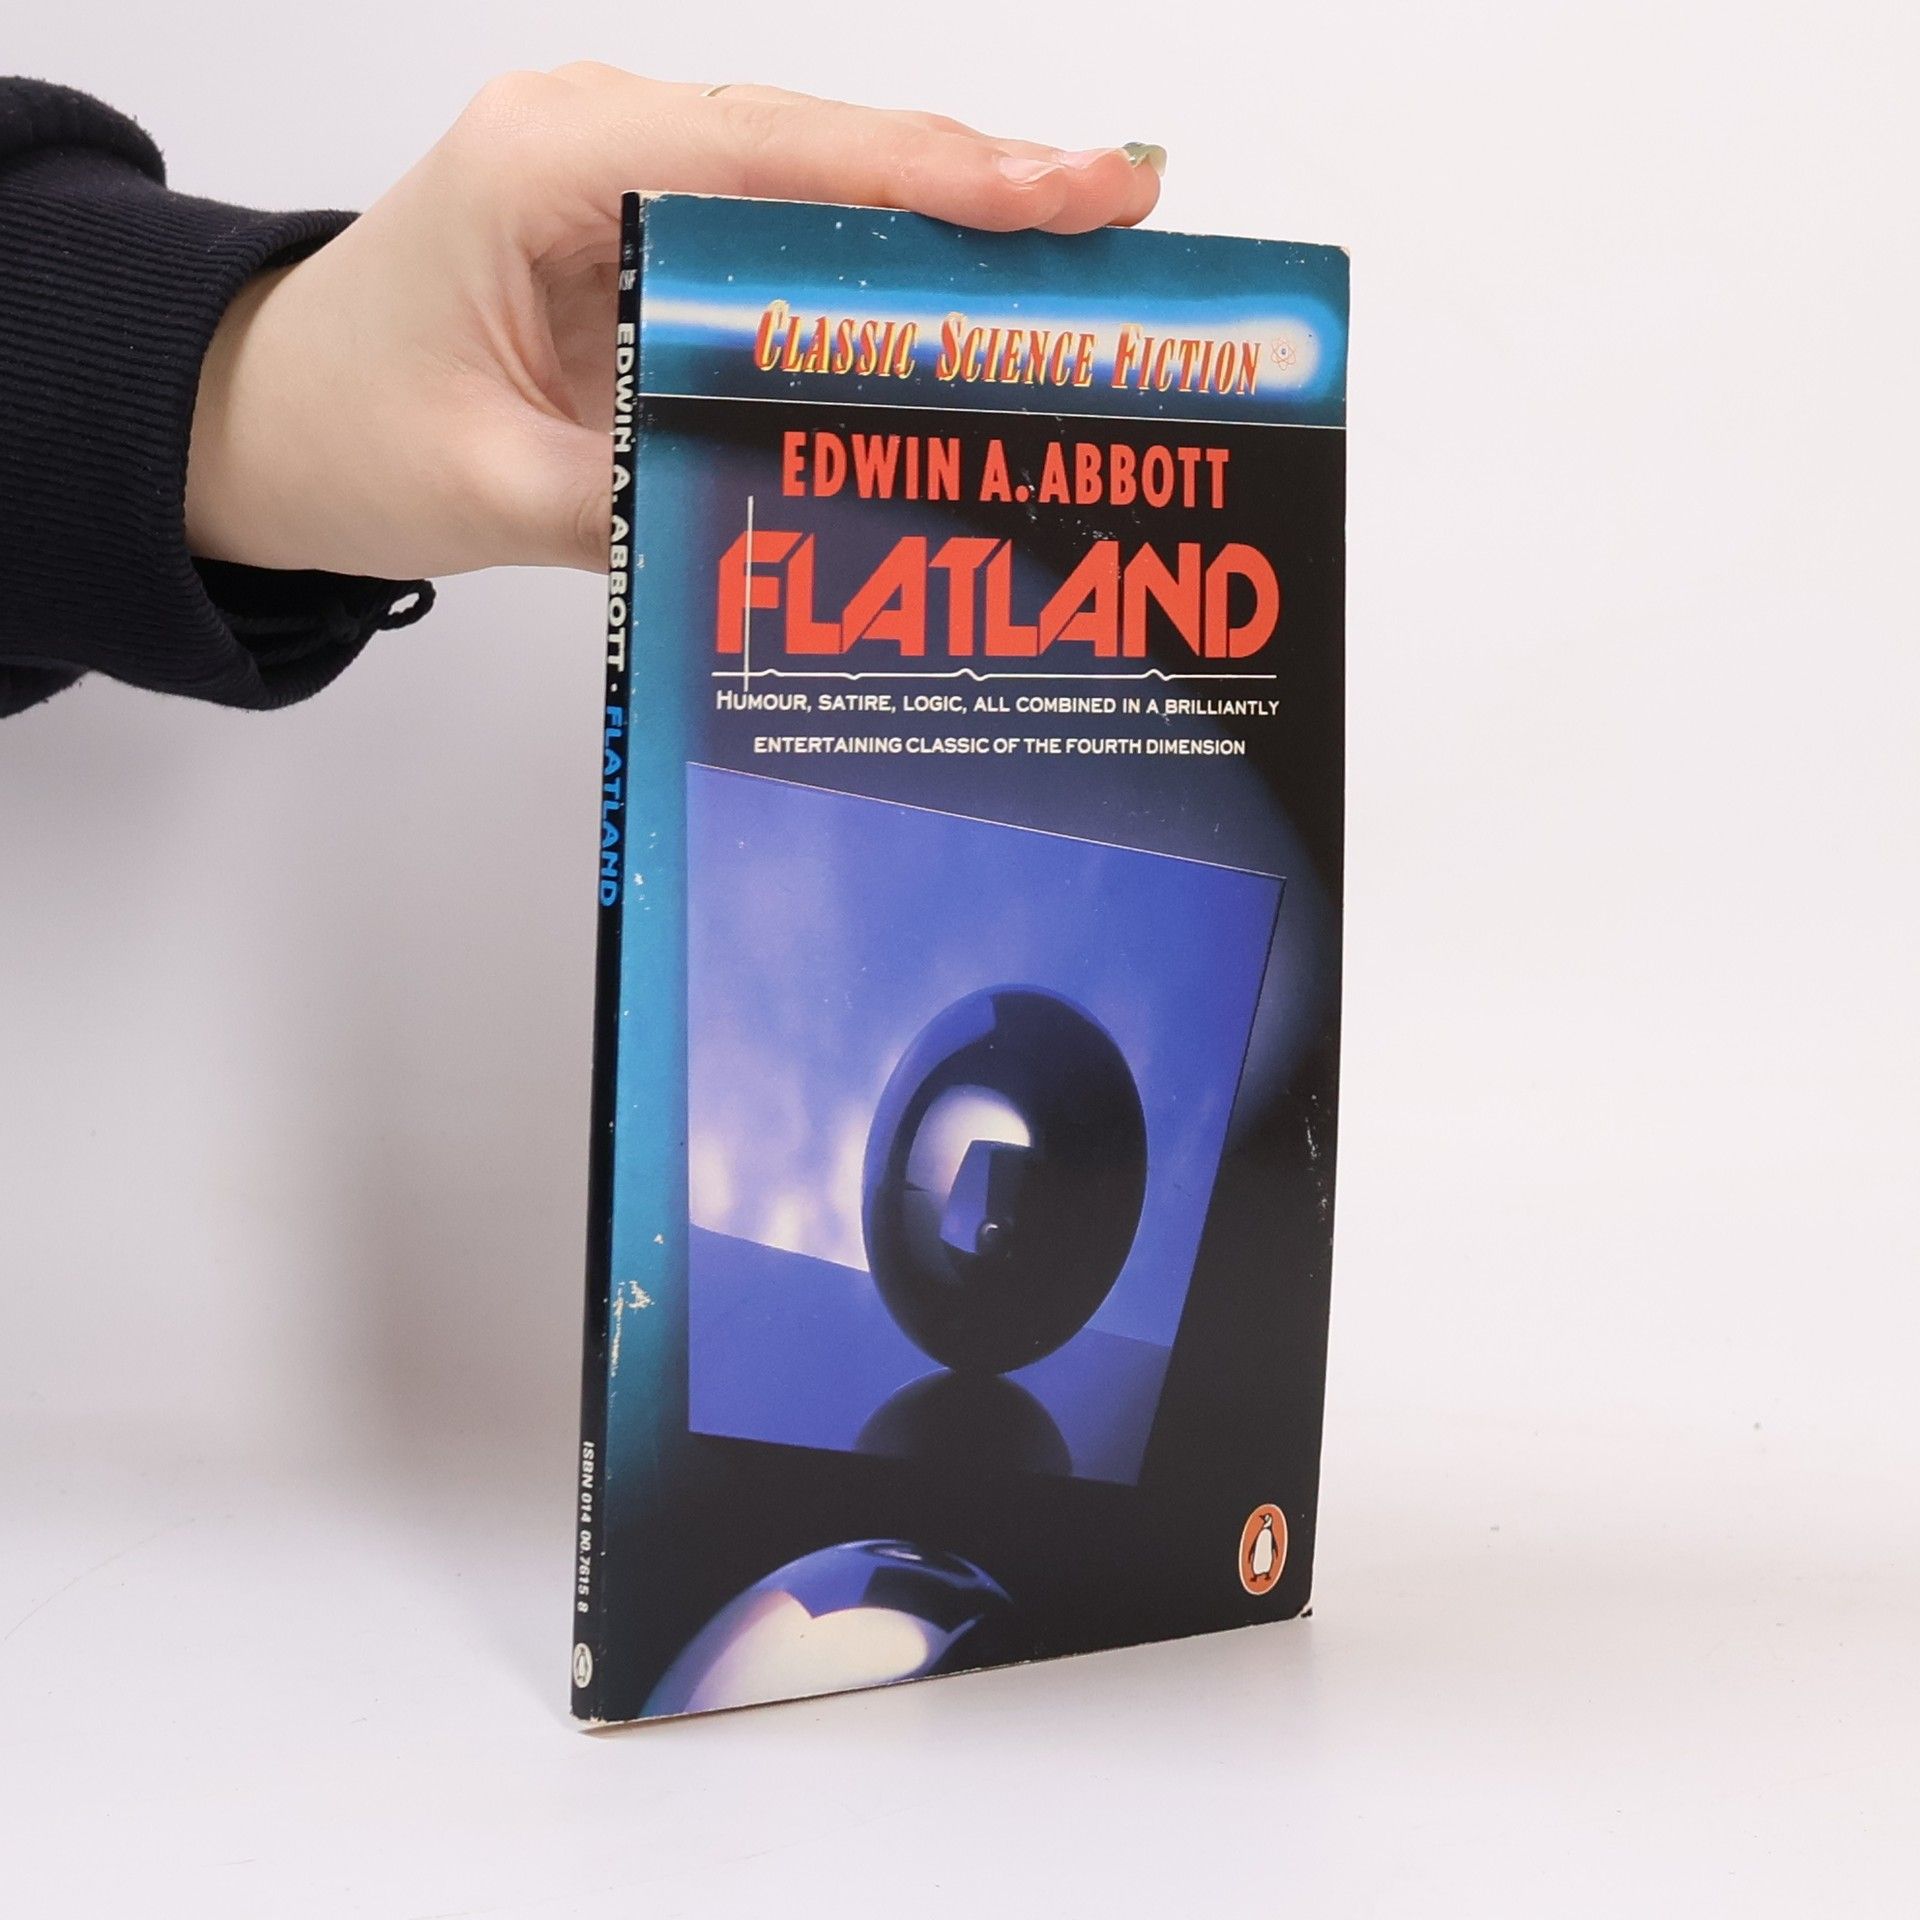 CLASSIC SCIENCE FICTION
EDWIN A. ABBOTT
FLATLAND
HUMOUR, SATIRE, LOGIC, ALL COMBINED IN A BRILLIANTLY
ENTERTAINING CLASSIC OF THE FOURTH DIMENSION
EDWIN A. ABBOTT · FLATLAND
ISBN 014 00.7615 8